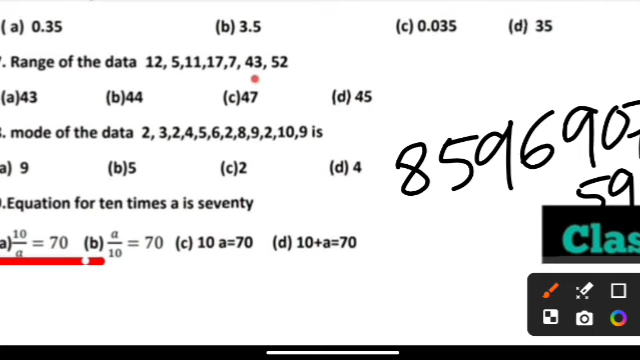 ( a) 0.35 (b) 3.5 (c) 0.035 (d) 35
. Range of the data 12, 5,11,17,7, 43, 52
(a)43 (b)44 (c)47 (d) 45
. mode of the data 2, 3,2,4,5,6,2,8,9,2,10,9 is
a) 9 (b)5 (c)2 (d) 4
.Equation for ten times a is seventy
a) 10/a = 70 (b) a/10 = 70 (c) 10 a=70 (d) 10+a=70
859690
59
Clas